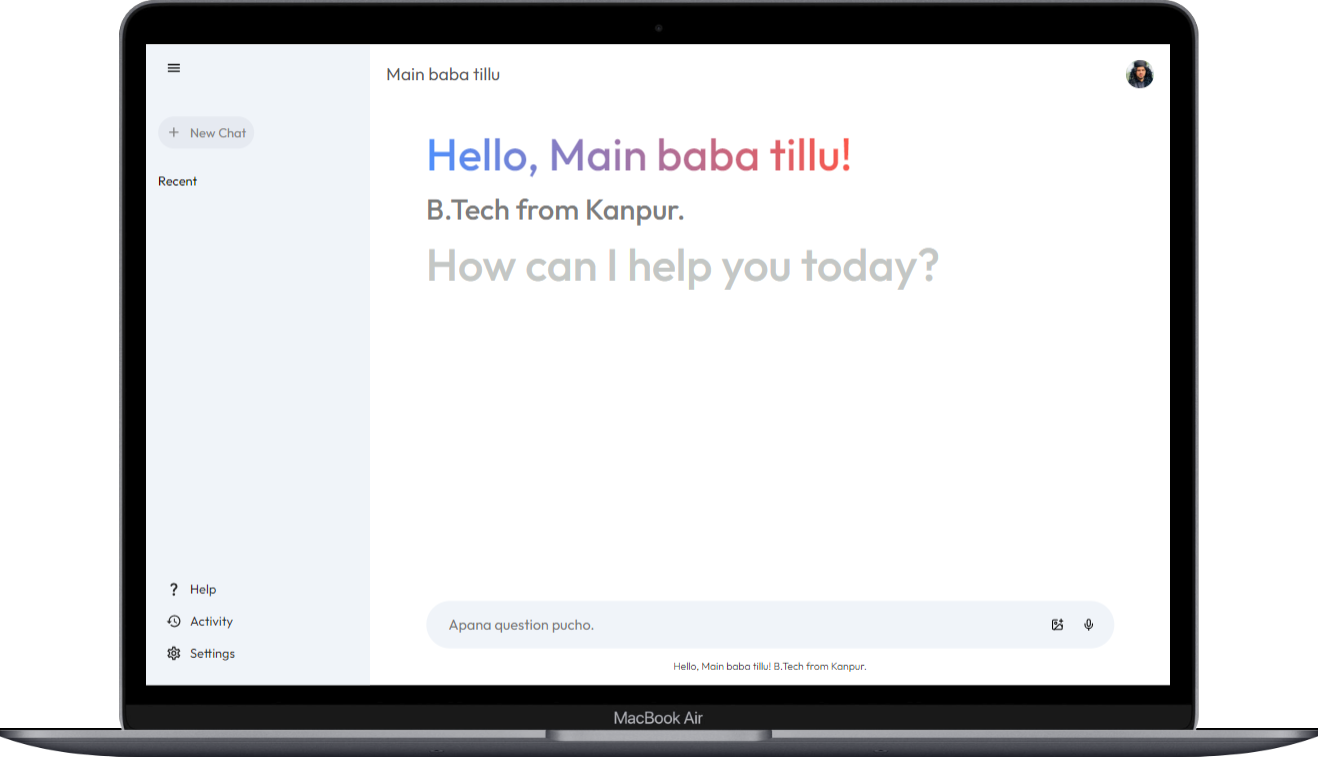 Main baba tillu
New Chat
Recent
Hello, Main baba tillu!
B.Tech from Kanpur.
How can I help you today?
Help
Activity
Settings
Apana question pucho.
Hello, Main baba tillu! B.Tech from Kanpur.
MacBook Air